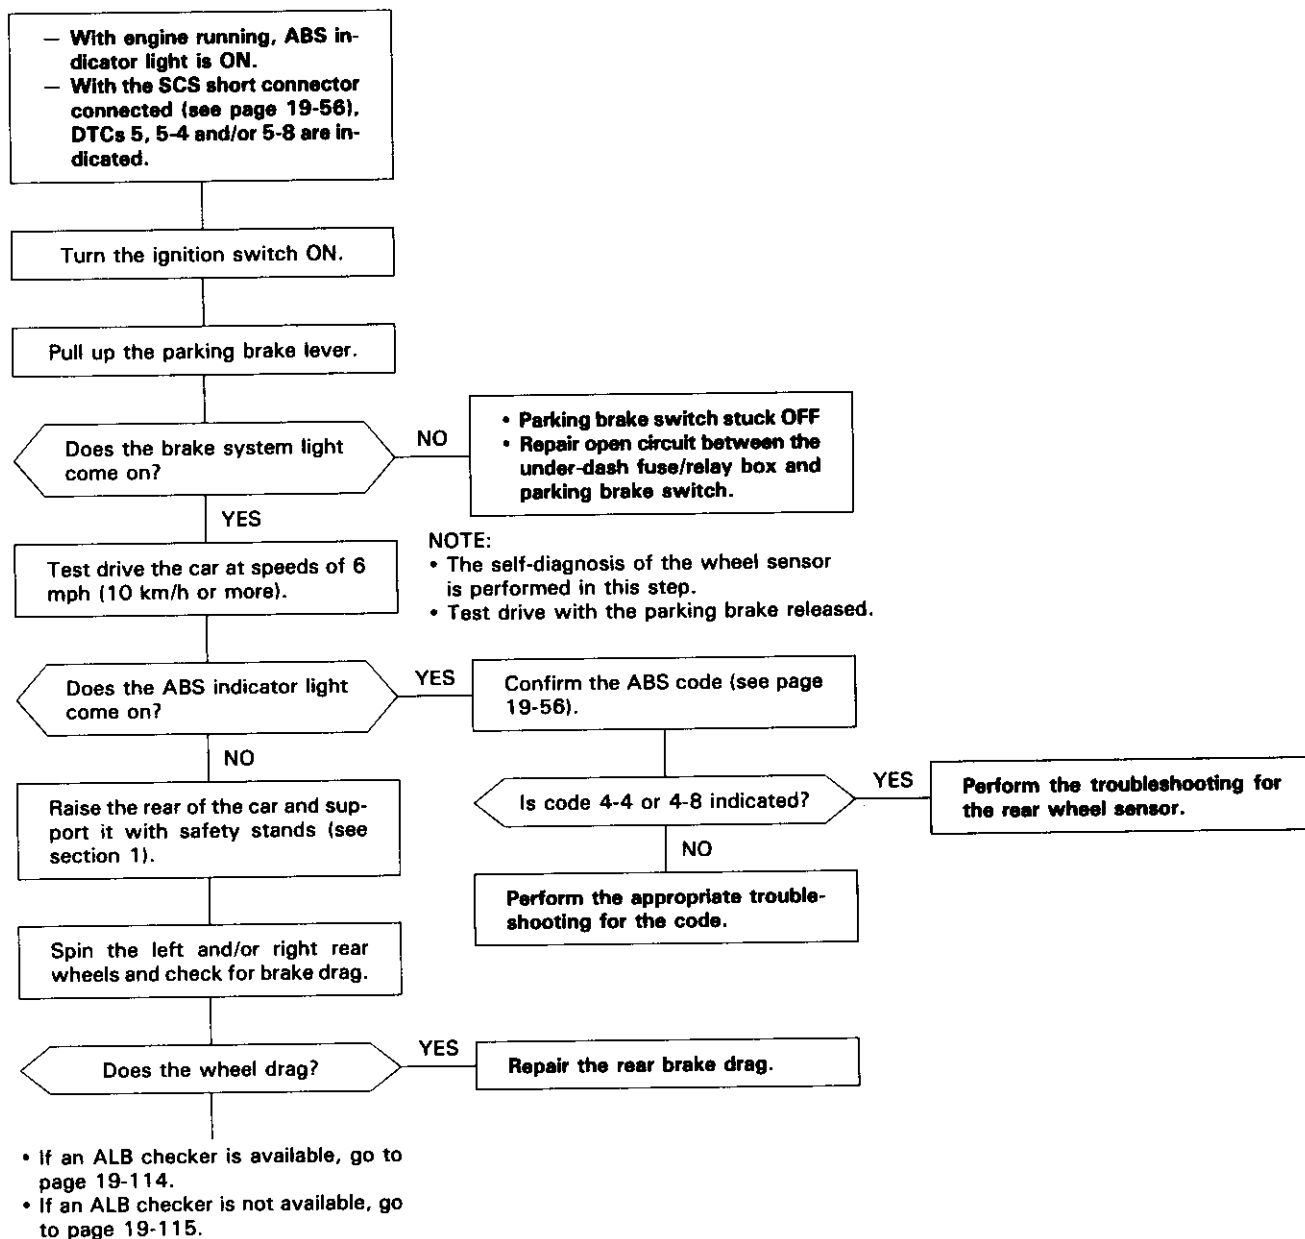 — With engine running, ABS in-
dicator light is ON.
— With the SCS short connector
connected (see page 19-56),
DTCs 5, 5-4 and/or 5-8 are in-
dicated.
Turn the ignition switch ON.
Pull up the parking brake lever.
Does the brake system light
come on?
NO
• Parking brake switch stuck OFF
• Repair open circuit between the
under-dash fuse/relay box and
parking brake switch.
YES
Test drive the car at speeds of 6
mph (10 km/h or more).
NOTE:
• The self-diagnosis of the wheel sensor
is performed in this step.
• Test drive with the parking brake released.
Does the ABS indicator light
come on?
YES
Confirm the ABS code (see page
19-56).
NO
Is code 4-4 or 4-8 indicated?
YES
Perform the troubleshooting for
the rear wheel sensor.
NO
Perform the appropriate trouble-
shooting for the code.
Raise the rear of the car and sup-
port it with safety stands (see
section 1).
Spin the left and/or right rear
wheels and check for brake drag.
Does the wheel drag?
YES
Repair the rear brake drag.
• If an ALB checker is available, go to
page 19-114.
• If an ALB checker is not available, go
to page 19-115.